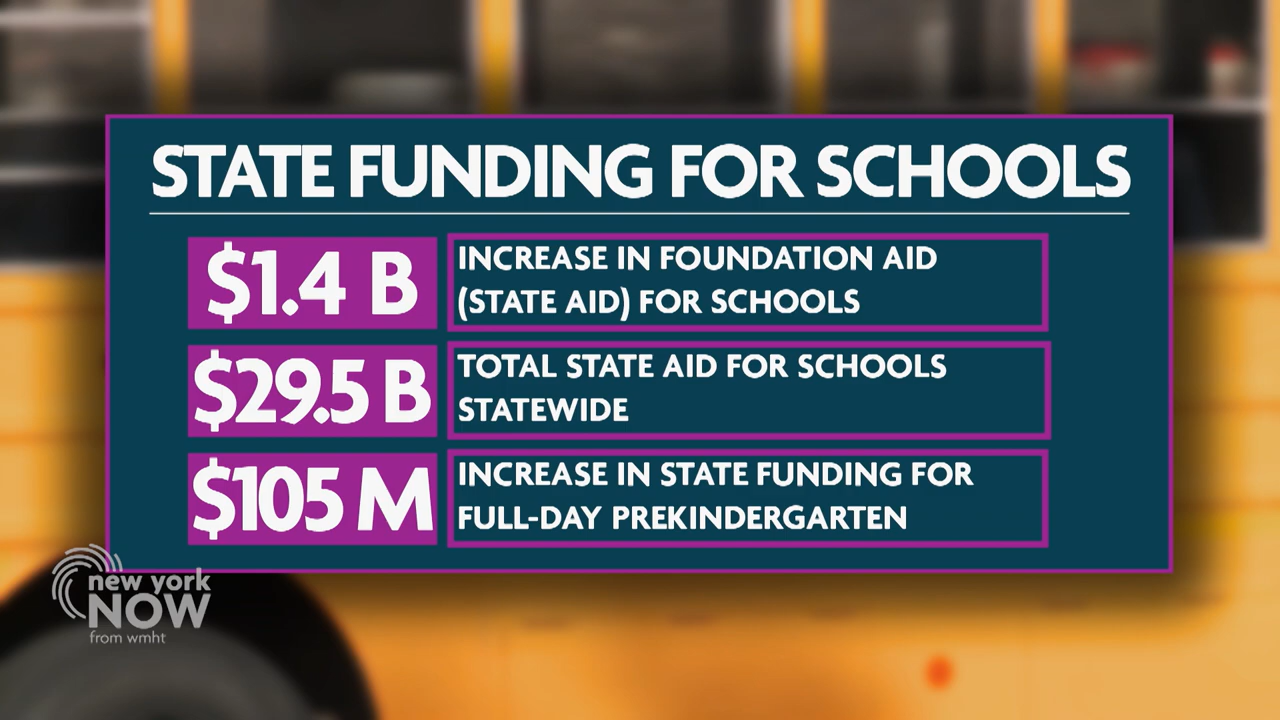 STATE FUNDING FOR SCHOOLS
$1.4 B
INCREASE IN FOUNDATION AID
(STATE AID) FOR SCHOOLS
$29.5 B
TOTAL STATE AID FOR SCHOOLS
STATEWIDE
$105 M
INCREASE IN STATE FUNDING FOR
FULL-DAY PREKINDERGARTEN
new york
NOW
from wmht